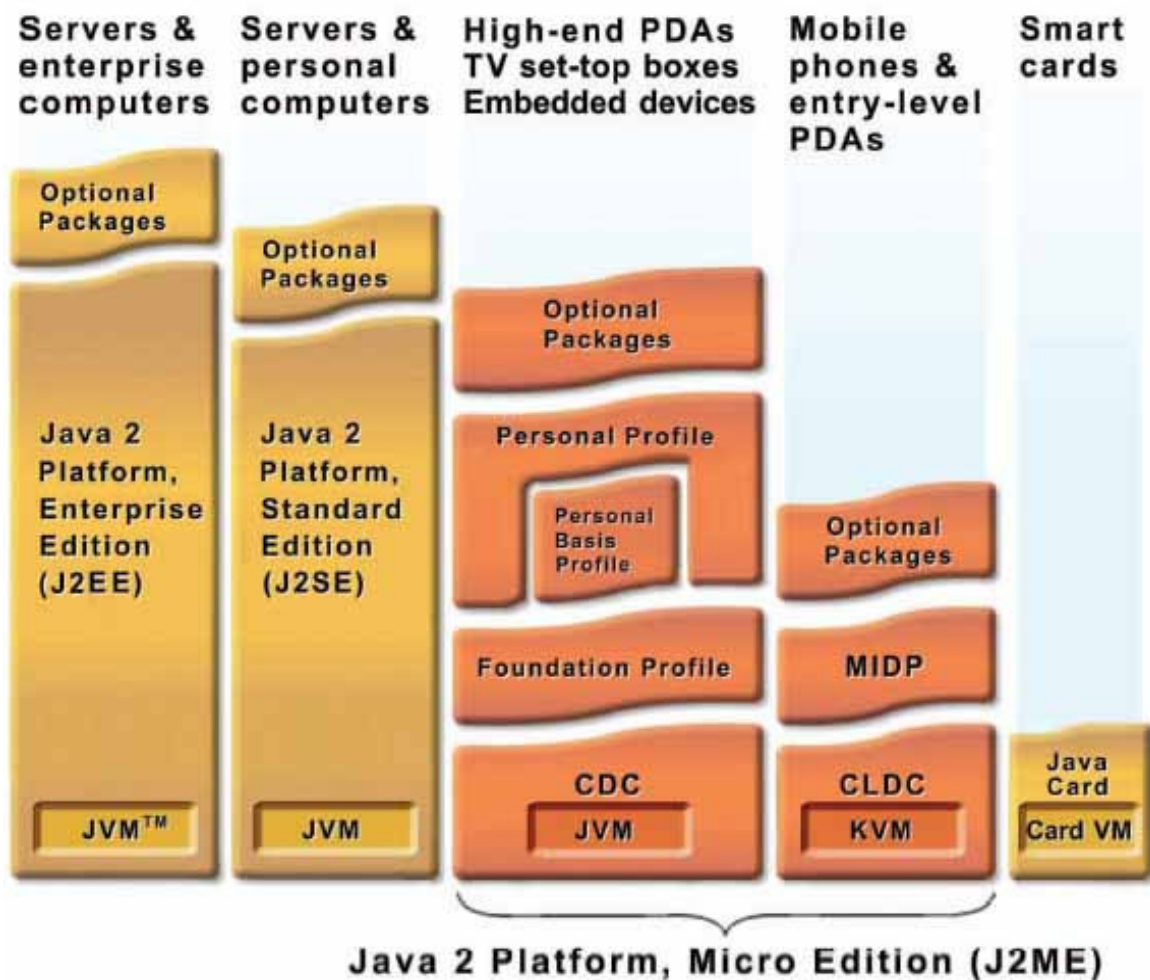 Servers &
enterprise
computers
Servers &
personal
computers
High-end PDAs
TV set-top boxes
Embedded devices
Mobile
phones &
entry-level
PDAs
Smart
cards
Optional
Packages
Java 2
Platform,
Enterprise
Edition
(J2EE)
JVM™
Optional
Packages
Java 2
Platform,
Standard
Edition
(J2SE)
JVM
Optional
Packages
Personal Profile
Personal
Basis
Profile
Foundation Profile
CDC
JVM
Optional
Packages
MIDP
CLDC
KVM
Java
Card
Card VM
Java 2 Platform, Micro Edition (J2ME)